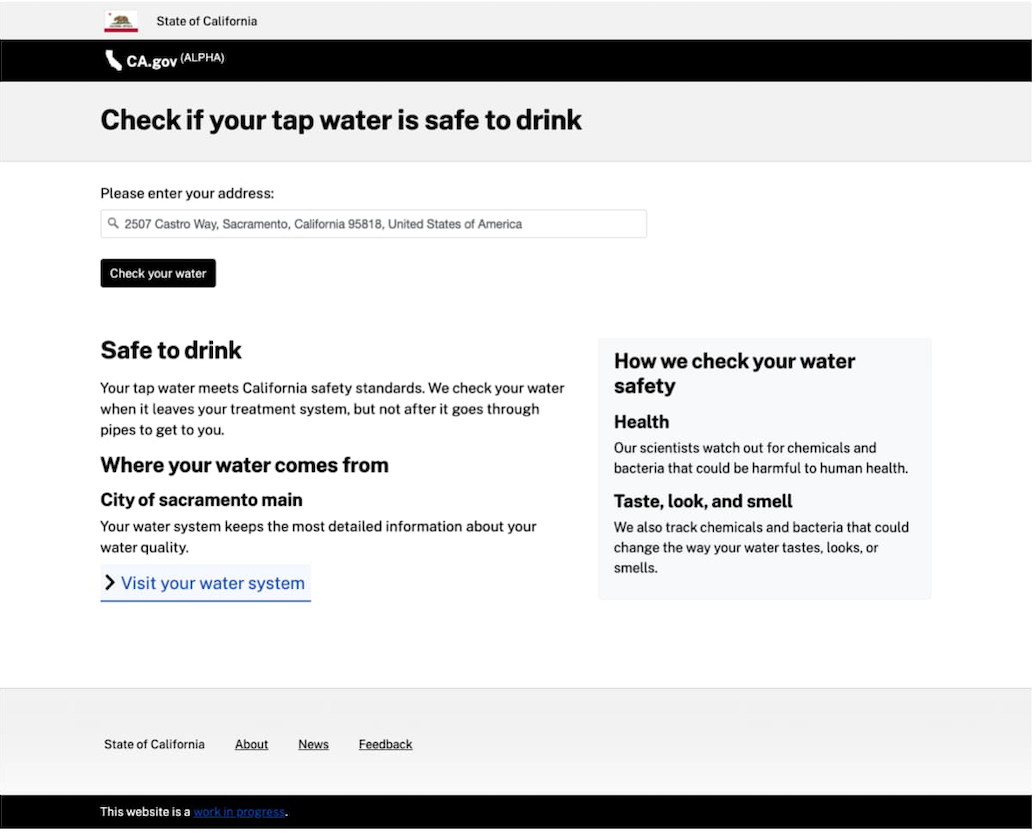 State of California
CA.gov (ALPHA)
Check if your tap water is safe to drink
Please enter your address:
2507 Castro Way, Sacramento, California 95818, United States of America
Check your water
Safe to drink
Your tap water meets California safety standards. We check your water
when it leaves your treatment system, but not after it goes through
pipes to get to you.
Where your water comes from
City of sacramento main
Your water system keeps the most detailed information about your
water quality.
Visit your water system
How we check your water
safety
Health
Our scientists watch out for chemicals and
bacteria that could be harmful to human health.
Taste, look, and smell
We also track chemicals and bacteria that could
change the way your water tastes, looks, or
smells.
State of California About News Feedback
This website is a work in progress.